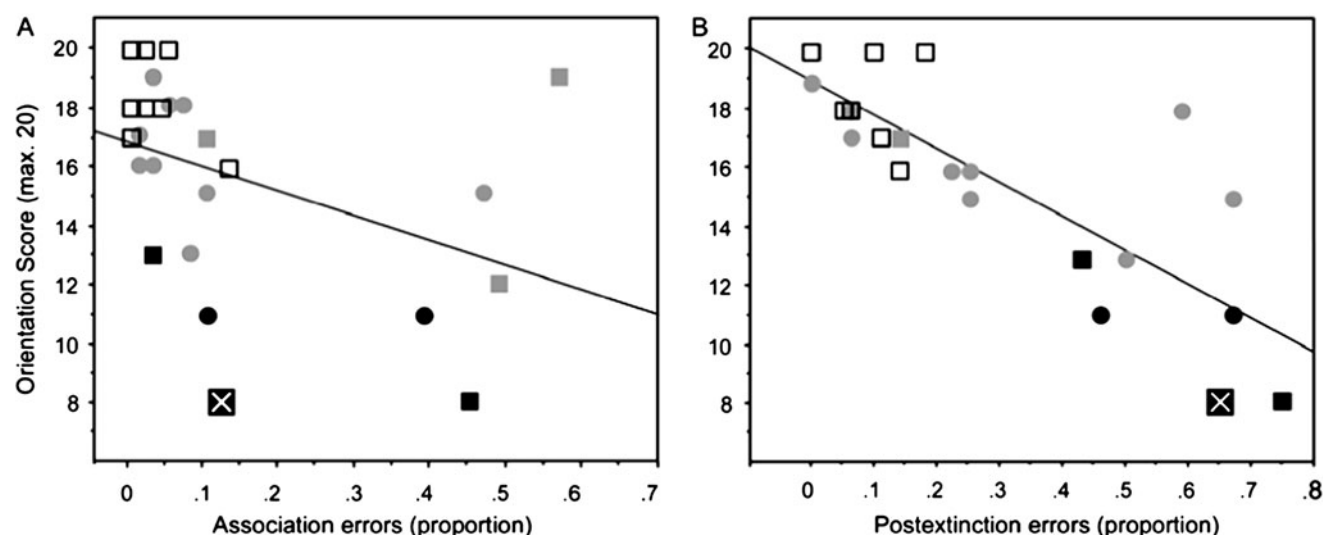 A
B
Orientation Score (max. 20)
20
18
16
14
12
10
8
0 .1 .2 .3 .4 .5 .6 .7
Association errors (proportion)
20
18
16
14
12
10
8
0 .1 .2 .3 .4 .5 .6 .7 .8
Postextinction errors (proportion)